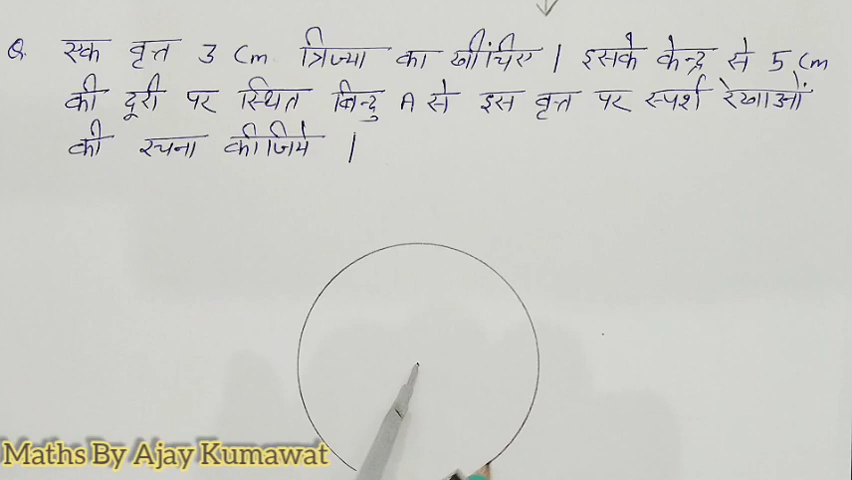 Q. एक वृत्त 3 Cm त्रिज्या का खींचिए । इसके केन्द्र से 5 Cm
की दूरी पर स्थित बिन्दु A से इस वृत्त पर स्पर्श रेखाओं
की रचना कीजिये ।
Maths By Ajay Kumawat